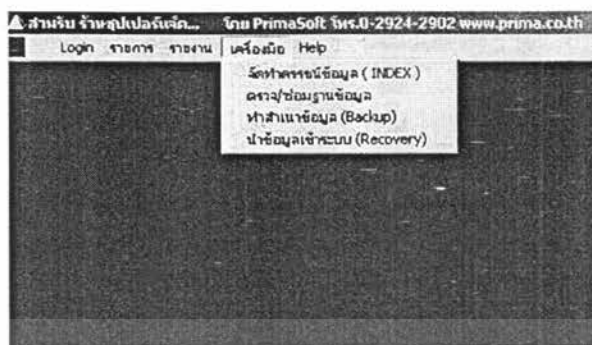 สำหรับ ร้านซุปเปอร์เจ็ด... โดย PrimaSoft โทร.0-2924-2902 www.prima.co.th
Login รายการ รายงาน เครื่องมือ Help
จัดทำดรรชนีข้อมูล ( INDEX )
ตรวจ/ซ่อมฐานข้อมูล
ทำสำเนาข้อมูล (Backup)
นำข้อมูลเข้าระบบ (Recovery)